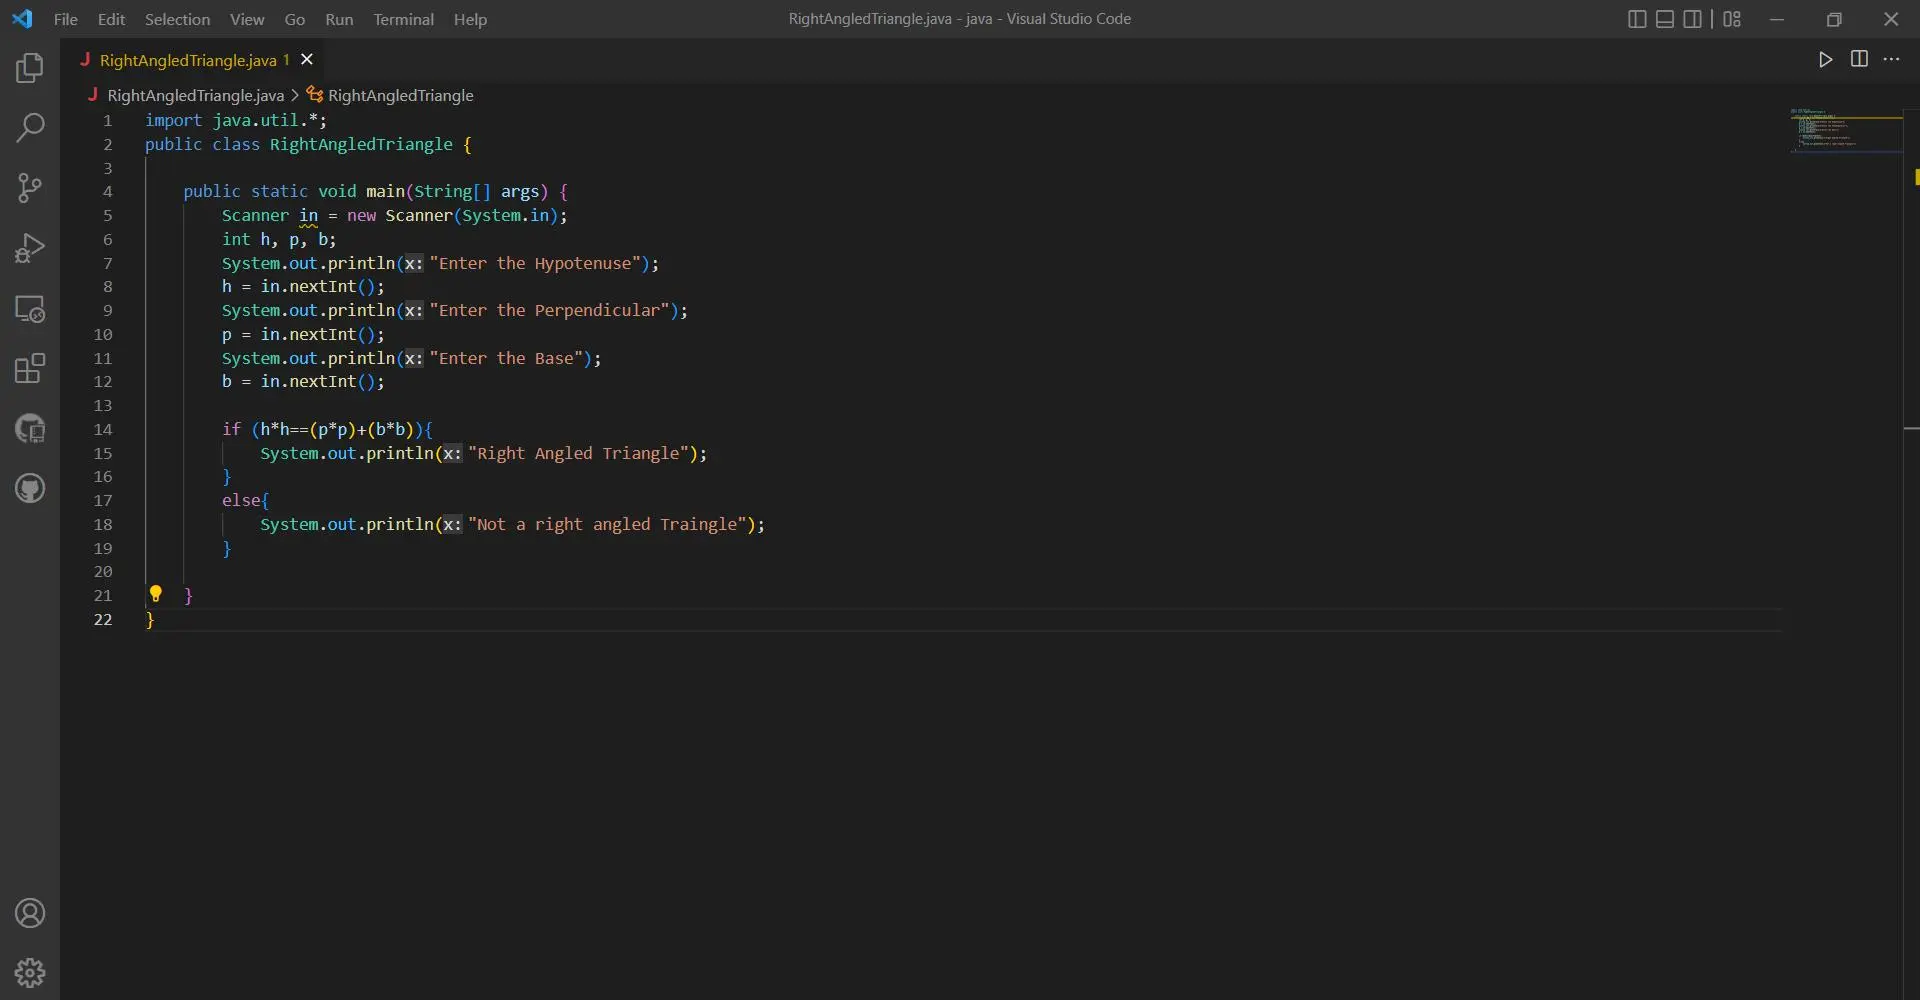 File Edit Selection View Go Run Terminal Help RightAngledTriangle.java - java - Visual Studio Code
J RightAngledTriangle.java 1
J RightAngledTriangle.java > RightAngledTriangle
1 import java.util.*;
2 public class RightAngledTriangle {
3
4 public static void main(String[] args) {
5 Scanner in = new Scanner(System.in);
6 int h, p, b;
7 System.out.println(x: "Enter the Hypotenuse");
8 h = in.nextInt();
9 System.out.println(x: "Enter the Perpendicular");
10 p = in.nextInt();
11 System.out.println(x: "Enter the Base");
12 b = in.nextInt();
13
14 if (h*h==(p*p)+(b*b)){
15 System.out.println(x: "Right Angled Triangle");
16 }
17 else{
18 System.out.println(x: "Not a right angled Traingle");
19 }
20
21 }
22 }